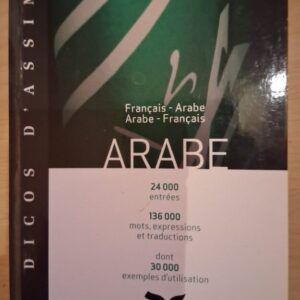 DICOS D'ASSIM
Français - Arabe
Arabe - Français
ARABE
24 000
entrées
136 000
mots, expressions
et traductions
dont
30 000
exemples d'utilisation